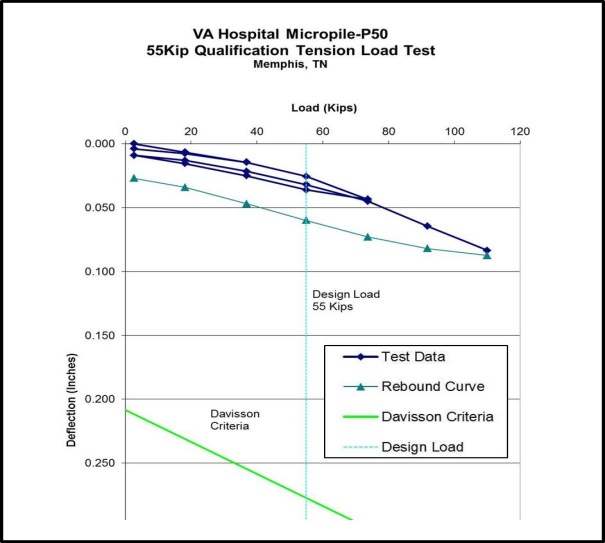 VA Hospital Micropile-P50
55Kip Qualification Tension Load Test
Memphis, TN
Load (Kips)
0 20 40 60 80 100 120
0.000
0.050
0.100
0.150
0.200
0.250
Deflection (Inches)
Design Load
55 Kips
Davisson
Criteria
Test Data
Rebound Curve
Davisson Criteria
Design Load